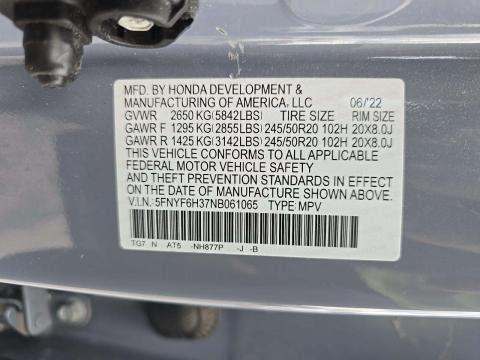 MFD. BY HONDA DEVELOPMENT &
MANUFACTURING OF AMERICA, LLC 06/22
GVWR 2650 KG(5842LBS) TIRE SIZE RIM SIZE
GAWR F 1295 KG(2855LBS) 245/50R20 102H 20X8.0J
GAWR R 1425 KG(3142LBS) 245/50R20 102H 20X8.0J
THIS VEHICLE CONFORMS TO ALL APPLICABLE
FEDERAL MOTOR VEHICLE SAFETY
AND THEFT PREVENTION STANDARDS IN EFFECT
ON THE DATE OF MANUFACTURE SHOWN ABOVE.
V.I.N. 5FNYF6H37NB061065 TYPE: MPV
TG7 N AT5 -NH877P -J -B